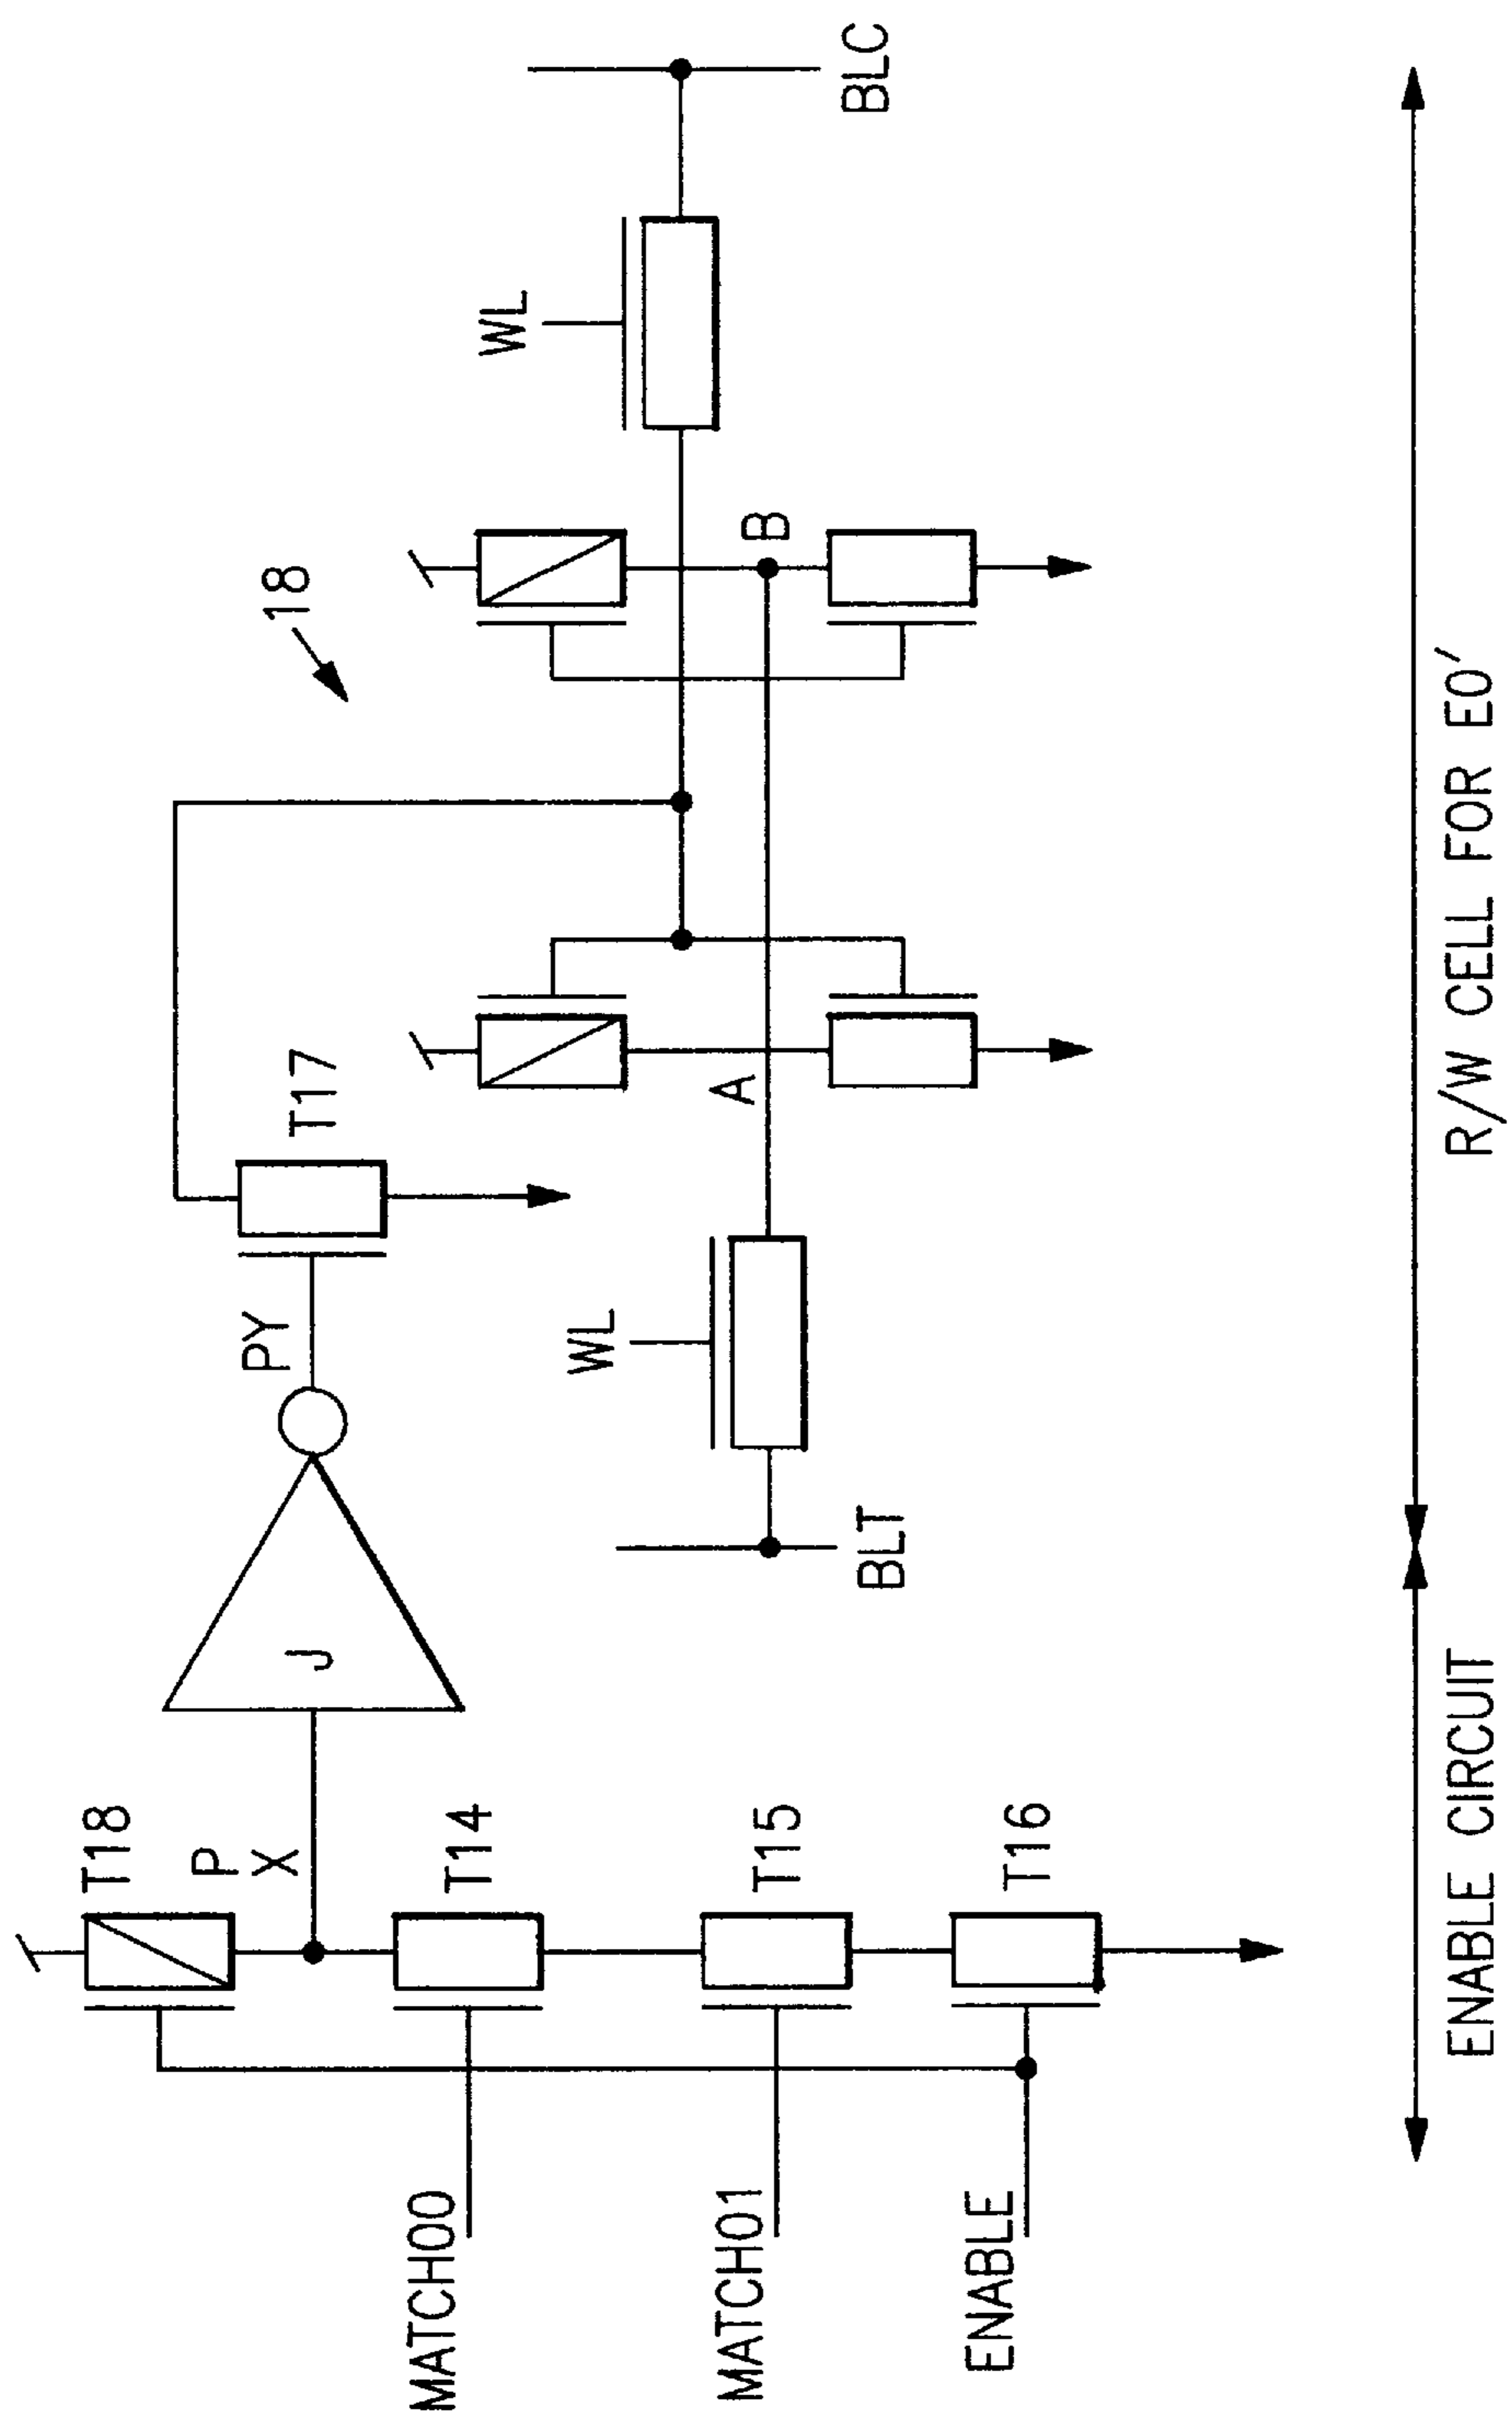 T18
P
X
T14
T15
T16
MATCH00
MATCH01
ENABLE
J
PY
T17
18
WL
BLT
A
B
WL
BLC
ENABLE CIRCUIT
R/W CELL FOR E0'